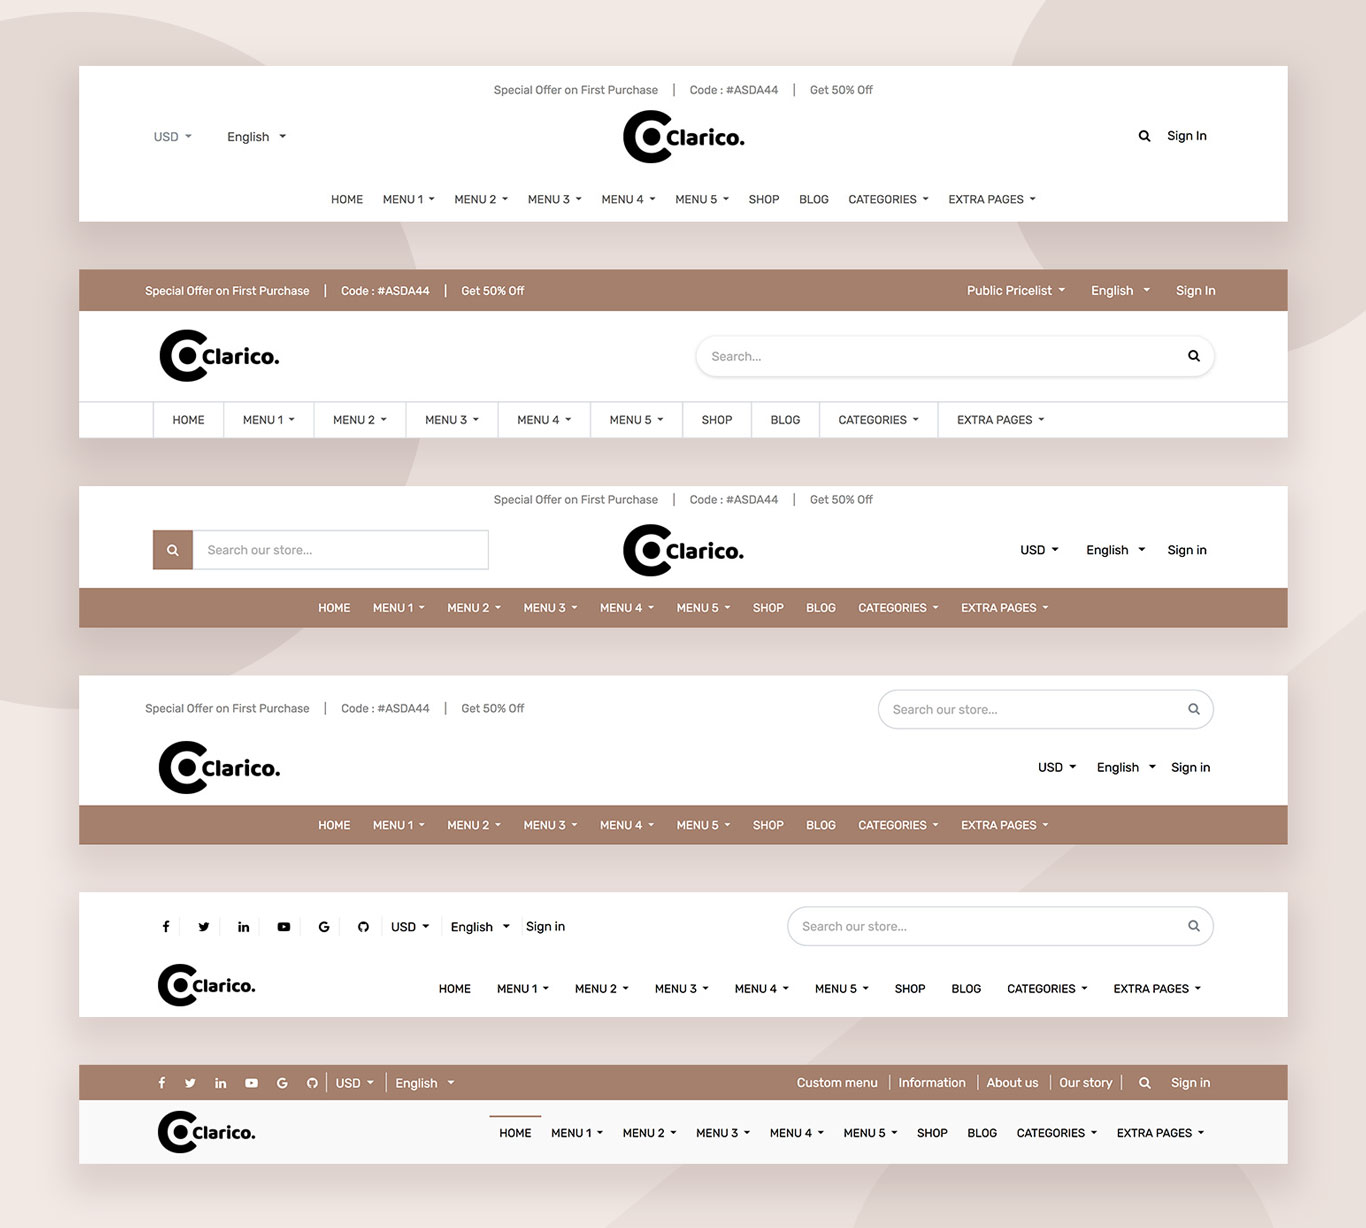 Special Offer on First Purchase | Code : #ASDA44 | Get 50% Off
USD English Clarico. Sign In
HOME MENU 1 MENU 2 MENU 3 MENU 4 MENU 5 SHOP BLOG CATEGORIES EXTRA PAGES
Special Offer on First Purchase | Code : #ASDA44 | Get 50% Off Public Pricelist English Sign In
Clarico. Search...
HOME MENU 1 MENU 2 MENU 3 MENU 4 MENU 5 SHOP BLOG CATEGORIES EXTRA PAGES
Special Offer on First Purchase | Code : #ASDA44 | Get 50% Off
Search our store... Clarico. USD English Sign in
HOME MENU 1 MENU 2 MENU 3 MENU 4 MENU 5 SHOP BLOG CATEGORIES EXTRA PAGES
Special Offer on First Purchase | Code : #ASDA44 | Get 50% Off Search our store...
Clarico. USD English Sign in
HOME MENU 1 MENU 2 MENU 3 MENU 4 MENU 5 SHOP BLOG CATEGORIES EXTRA PAGES
USD English Sign in Search our store...
Clarico. HOME MENU 1 MENU 2 MENU 3 MENU 4 MENU 5 SHOP BLOG CATEGORIES EXTRA PAGES
USD English Custom menu | Information | About us | Our story | Sign in
Clarico. HOME MENU 1 MENU 2 MENU 3 MENU 4 MENU 5 SHOP BLOG CATEGORIES EXTRA PAGES